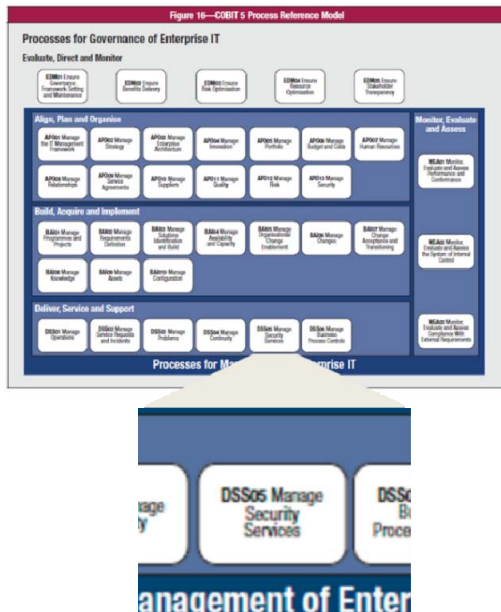 Figure 16—COBIT 5 Process Reference Model
Processes for Governance of Enterprise IT
Evaluate, Direct and Monitor
EDM01 Ensure
Governance
Framework Setting
and Maintenance
EDM02 Ensure
Benefits Delivery
EDM03 Ensure
Risk Optimisation
EDM04 Ensure
Resource
Optimisation
EDM05 Ensure
Stakeholder
Transparency
Align, Plan and Organise
APO01 Manage
the IT Management
Framework
APO02 Manage
Strategy
APO03 Manage
Enterprise
Architecture
APO04 Manage
Innovation
APO05 Manage
Portfolio
APO06 Manage
Budget and Costs
APO07 Manage
Human Resources
APO08 Manage
Relationships
APO09 Manage
Service
Agreements
APO10 Manage
Suppliers
APO11 Manage
Quality
APO12 Manage
Risk
APO13 Manage
Security
Monitor, Evaluate
and Assess
MEA01 Monitor,
Evaluate and Assess
Performance and
Conformance
Build, Acquire and Implement
BAI01 Manage
Programmes and
Projects
BAI02 Manage
Requirements
Definition
BAI03 Manage
Solutions
Identification
and Build
BAI04 Manage
Availability
and Capacity
BAI05 Manage
Organisational
Change
Enablement
BAI06 Manage
Changes
BAI07 Manage
Change
Acceptance and
Transitioning
BAI08 Manage
Knowledge
BAI09 Manage
Assets
BAI010 Manage
Configuration
MEA02 Monitor,
Evaluate and Assess
the System of Internal
Control
Deliver, Service and Support
DSS01 Manage
Operations
DSS02 Manage
Service Requests
and Incidents
DSS03 Manage
Problems
DSS04 Manage
Continuity
DSS05 Manage
Security
Services
DSS06 Manage
Business
Process Controls
MEA03 Monitor,
Evaluate and Assess
Compliance With
External Requirements
Processes for Ma
erprise IT
nage
ty
DSS05 Manage
Security
Services
DSS0
Bu
Proce
anagement of Enter